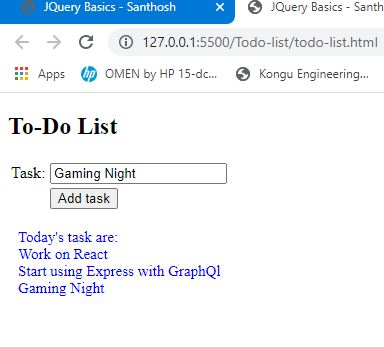 JQuery Basics - Santhosh
JQuery Basics - Santhosh
127.0.0.1:5500/Todo-list/todo-list.html
Apps
OMEN by HP 15-dc...
Kongu Engineering...
To-Do List
Task: Gaming Night
Add task
Today's task are:
Work on React
Start using Express with GraphQl
Gaming Night